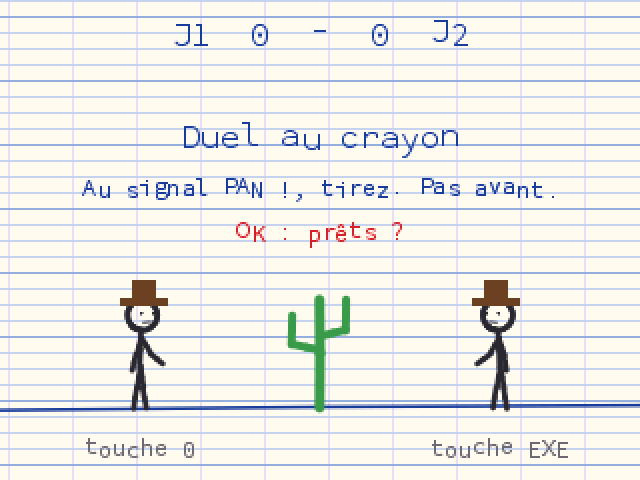 J1 0 - 0 J2
Duel au crayon
Au signal PAN !, tirez. Pas avant.
OK : prêts ?
touche 0 touche EXE